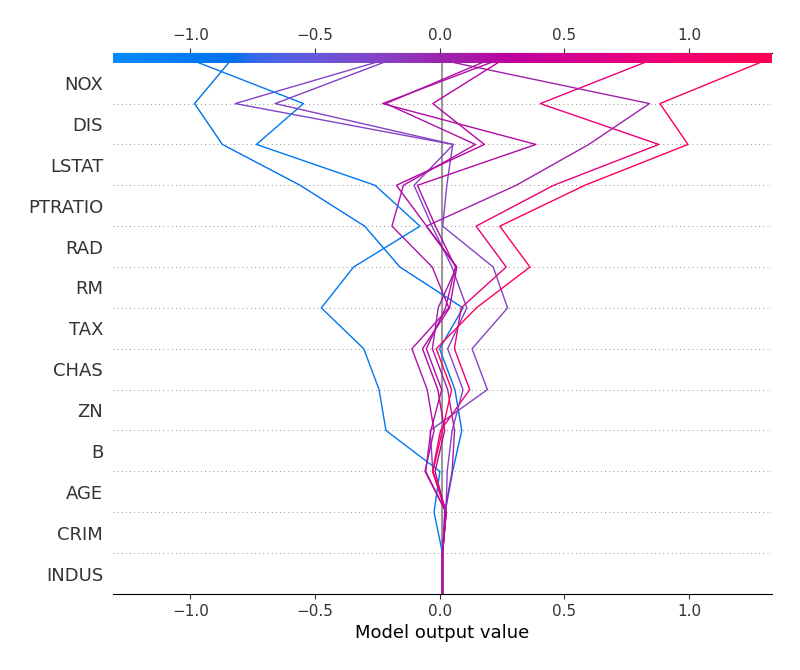 −1.0 −0.5 0.0 0.5 1.0
NOX
DIS
LSTAT
PTRATIO
RAD
RM
TAX
CHAS
ZN
B
AGE
CRIM
INDUS
−1.0 −0.5 0.0 0.5 1.0
Model output value